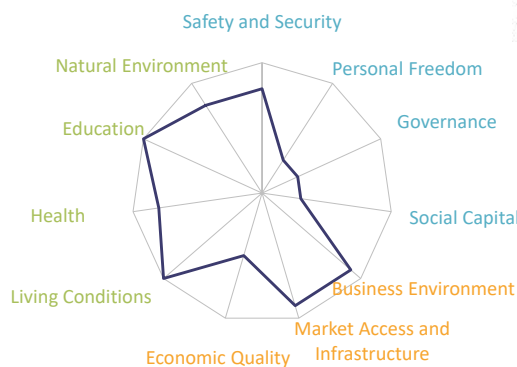 Safety and Security
Natural Environment
Personal Freedom
Education
Governance
Health
Social Capital
Living Conditions
Business Environment
Market Access and
Infrastructure
Economic Quality